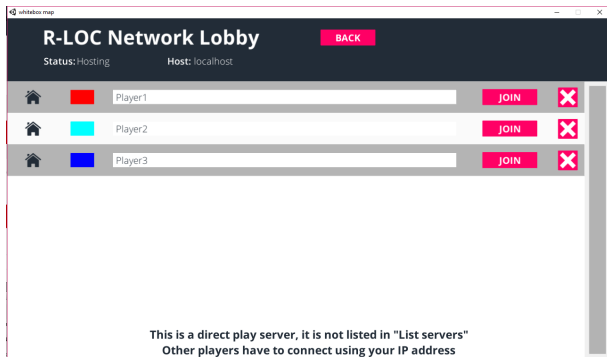 whitebox map
R-LOC Network Lobby
BACK
Status: Hosting
Host: localhost
Player1
JOIN
Player2
JOIN
Player3
JOIN
This is a direct play server, it is not listed in "List servers"
Other players have to connect using your IP address